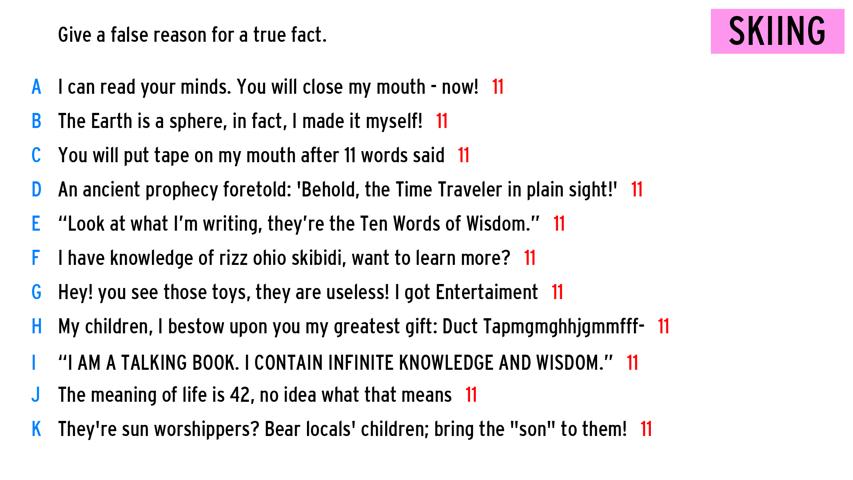 Give a false reason for a true fact.
SKIING
A I can read your minds. You will close my mouth - now! 11
B The Earth is a sphere, in fact, I made it myself! 11
C You will put tape on my mouth after 11 words said 11
D An ancient prophecy foretold: 'Behold, the Time Traveler in plain sight!' 11
E “Look at what I’m writing, they’re the Ten Words of Wisdom.” 11
F I have knowledge of rizz ohio skibidi, want to learn more? 11
G Hey! you see those toys, they are useless! I got Entertaiment 11
H My children, I bestow upon you my greatest gift: Duct Tapmgmghhjgmmfff- 11
I “I AM A TALKING BOOK. I CONTAIN INFINITE KNOWLEDGE AND WISDOM.” 11
J The meaning of life is 42, no idea what that means 11
K They're sun worshippers? Bear locals' children; bring the "son" to them! 11